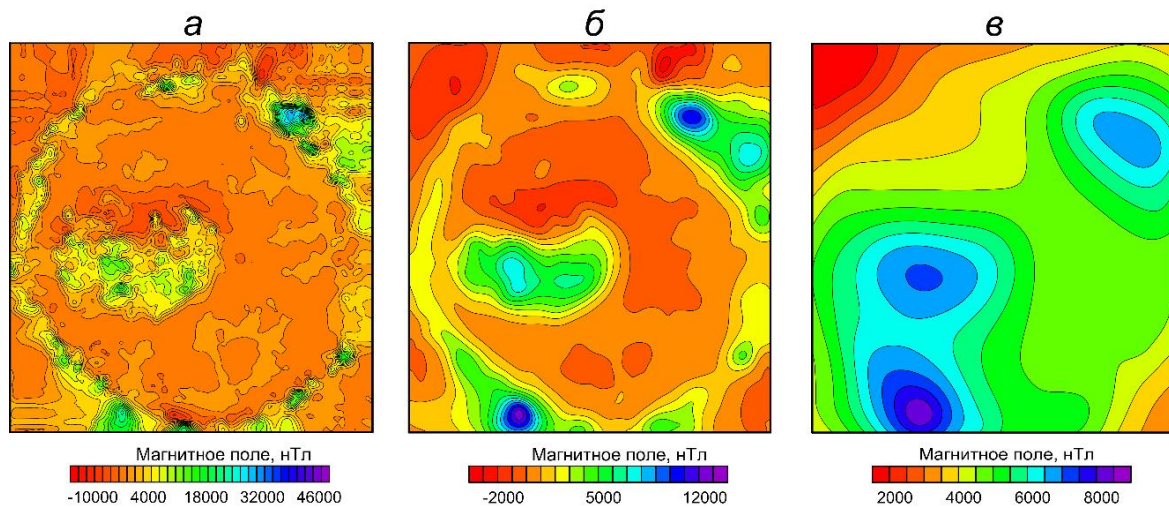 а б в
Магнитное поле, нТл Магнитное поле, нТл Магнитное поле, нТл
-10000 4000 18000 32000 46000 -2000 5000 12000 2000 4000 6000 8000